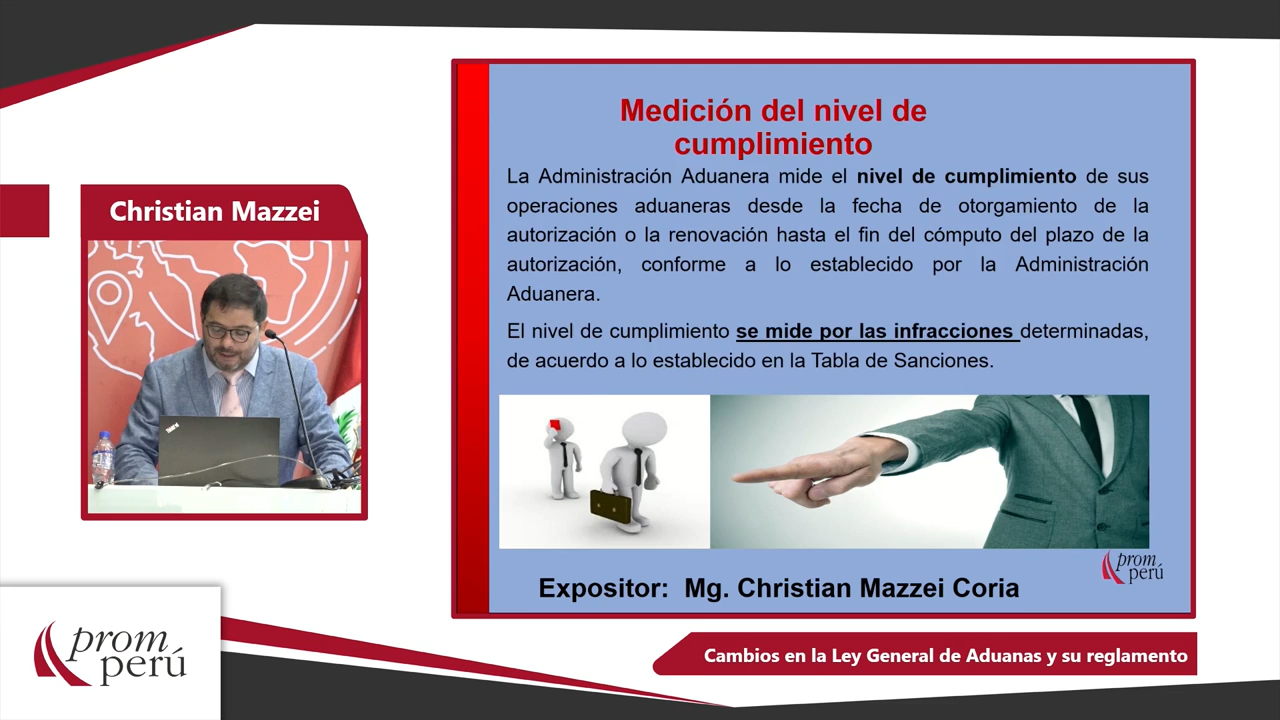 Christian Mazzei
Medición del nivel de
cumplimiento
La Administración Aduanera mide el nivel de cumplimiento de sus
operaciones aduaneras desde la fecha de otorgamiento de la
autorización o la renovación hasta el fin del cómputo del plazo de la
autorización, conforme a lo establecido por la Administración
Aduanera.
El nivel de cumplimiento se mide por las infracciones determinadas,
de acuerdo a lo establecido en la Tabla de Sanciones.
prom
perú
Expositor: Mg. Christian Mazzei Coria
prom
perú
Cambios en la Ley General de Aduanas y su reglamento